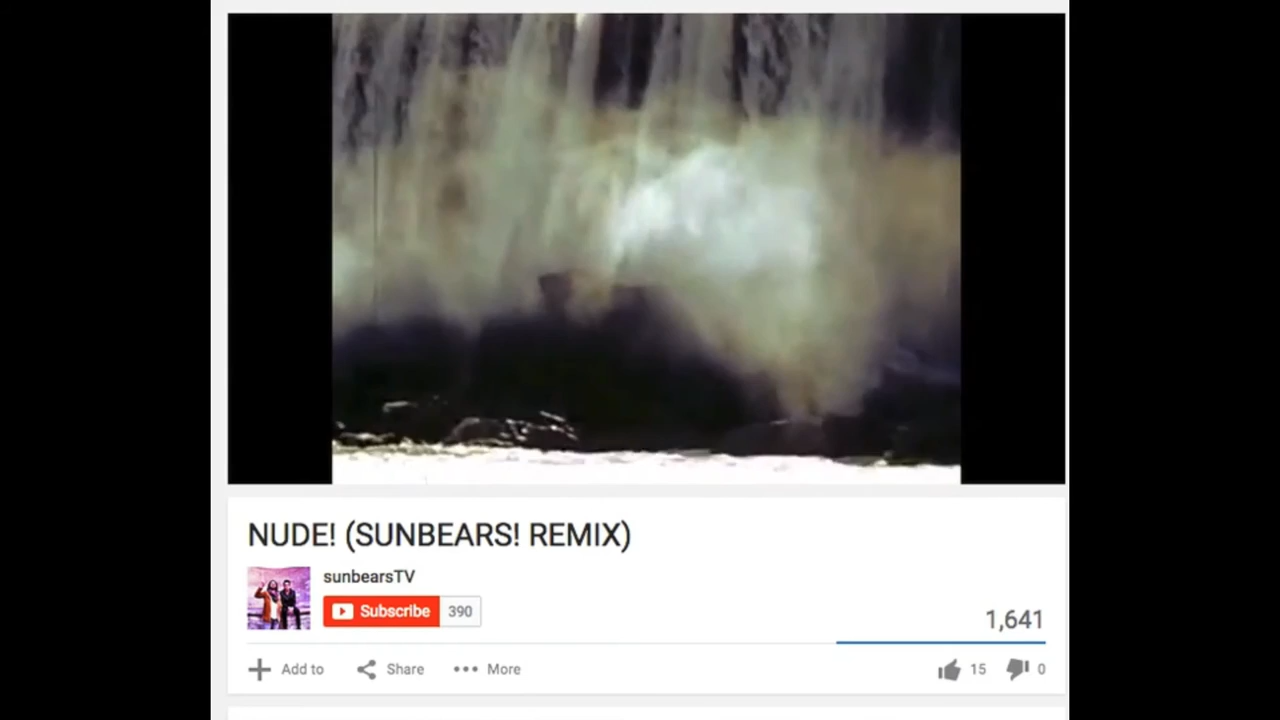 NUDE! (SUNBEARS! REMIX)
sunbearsTV
Subscribe 390
1,641
Add to Share More 15 0